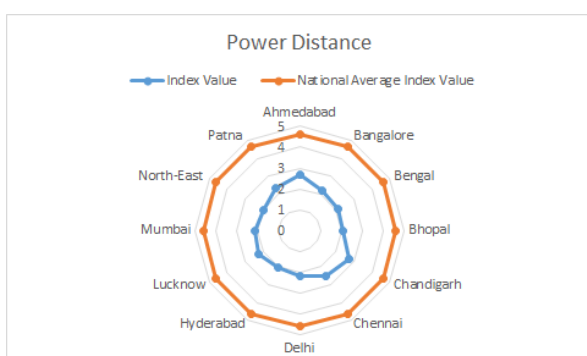 Power Distance
Index Value National Average Index Value
Ahmedabad
Patna 5 Bangalore
4
North-East 3 Bengal
2
1
Mumbai 0 Bhopal
Lucknow Chandigarh
Hyderabad Chennai
Delhi